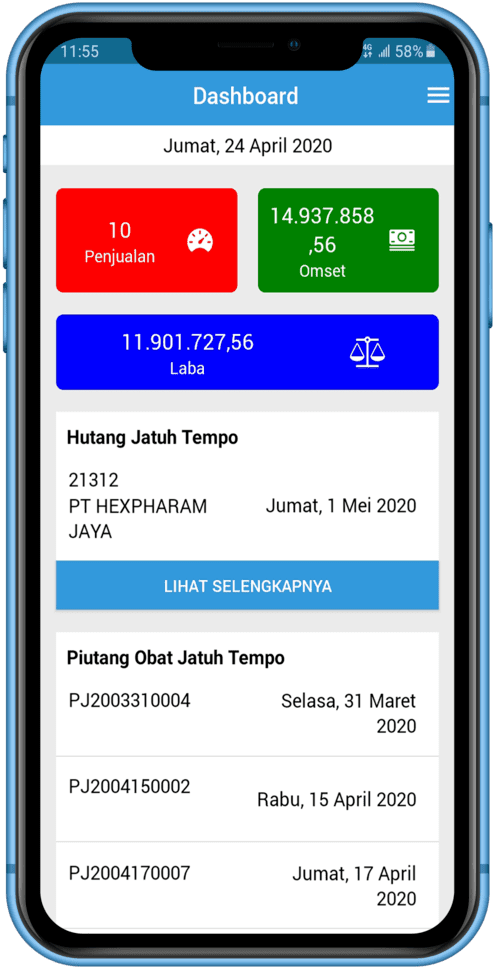 11:55
4G 58%
Dashboard
Jumat, 24 April 2020
10
Penjualan
14.937.858
,56
Omset
11.901.727,56
Laba
Hutang Jatuh Tempo
21312
PT HEXPHARAM
JAYA
Jumat, 1 Mei 2020
LIHAT SELENGKAPNYA
Piutang Obat Jatuh Tempo
PJ2003310004
Selasa, 31 Maret
2020
PJ2004150002
Rabu, 15 April 2020
PJ2004170007
Jumat, 17 April
2020